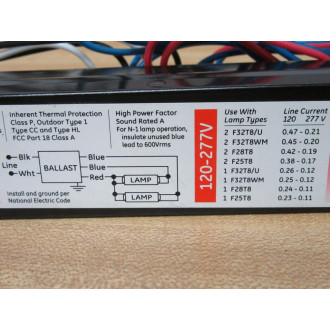 Inherent Thermal Protection
Class P, Outdoor Type 1
Type CC and Type HL
FCC Part 18 Class A
High Power Factor
Sound Rated A
For N-1 lamp operation,
insulate unused blue
lead to 600Vrms
Blk
Line
Wht
BALLAST
Blue
Blue
Red
LAMP
LAMP
Install and ground per
National Electric Code
120-277V
Use With Line Current
Lamp Types 120 277 V
2 F32T8/U 0.47 - 0.21
2 F32T8WM 0.45 - 0.20
2 F28T8 0.42 - 0.19
2 F25T8 0.38 - 0.17
1 F32T8/U 0.26 - 0.12
1 F32T8WM 0.25 - 0.12
1 F28T8 0.24 - 0.11
1 F25T8 0.23 - 0.11